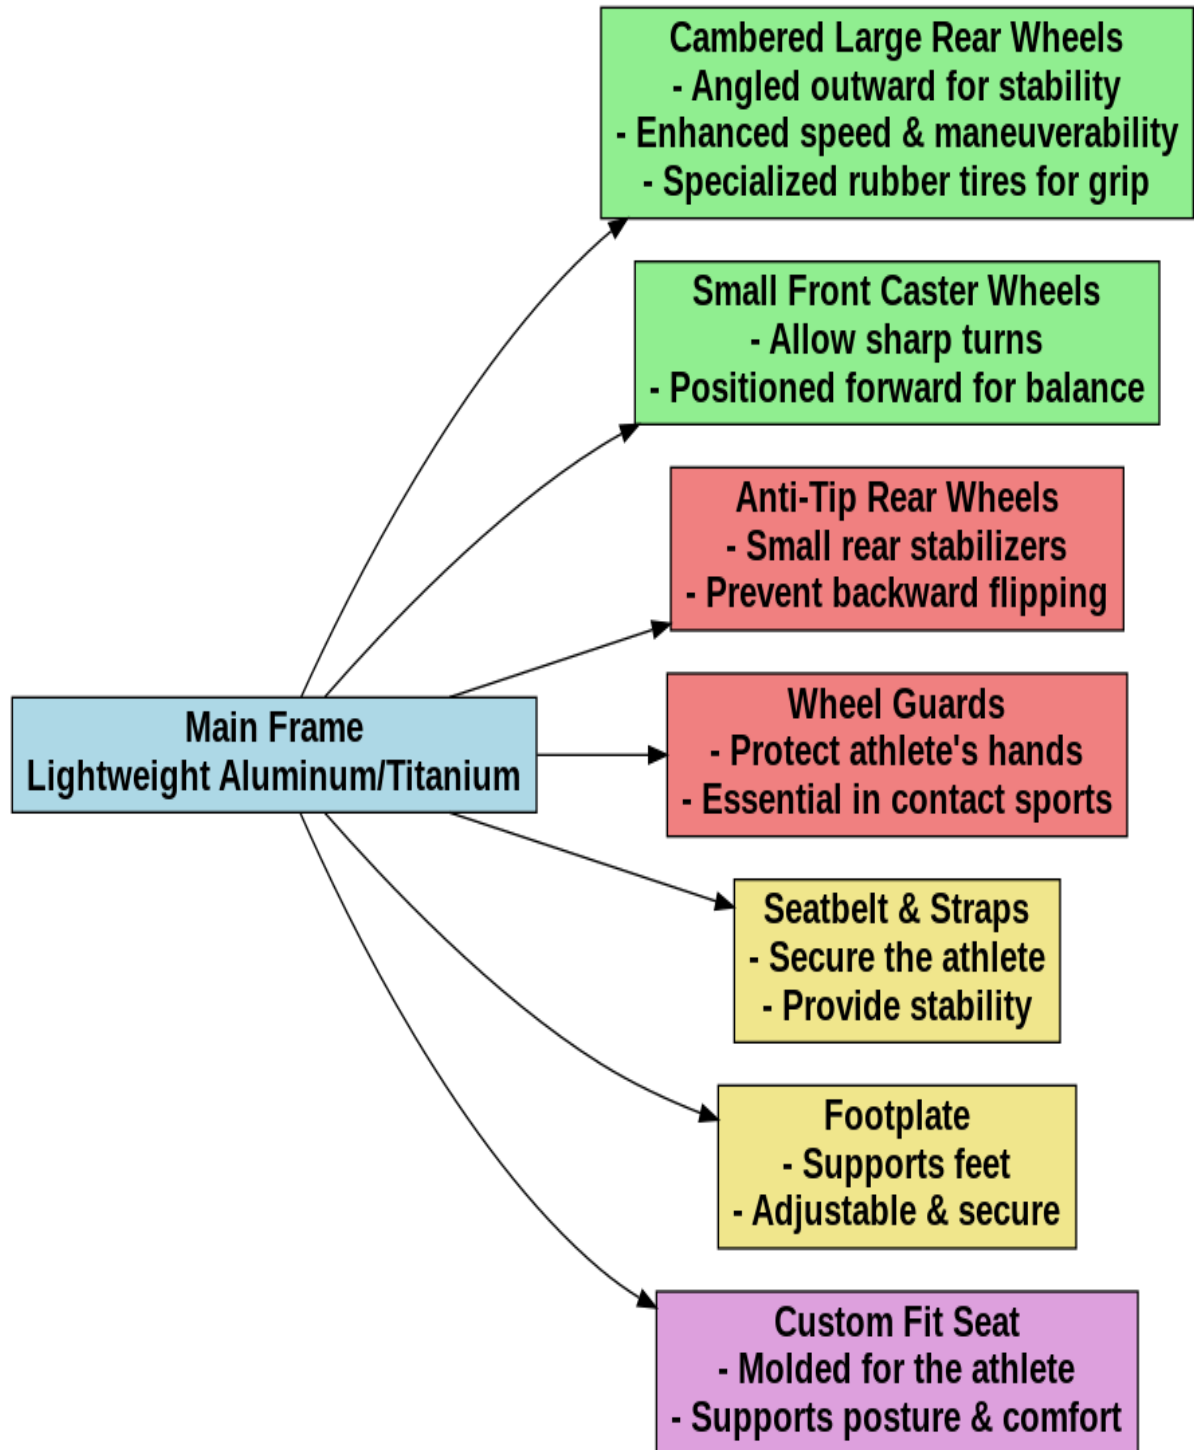 Cambered Large Rear Wheels
- Angled outward for stability
- Enhanced speed & maneuverability
- Specialized rubber tires for grip
Small Front Caster Wheels
- Allow sharp turns
- Positioned forward for balance
Anti-Tip Rear Wheels
- Small rear stabilizers
- Prevent backward flipping
Main Frame
Lightweight Aluminum/Titanium
Wheel Guards
- Protect athlete's hands
- Essential in contact sports
Seatbelt & Straps
- Secure the athlete
- Provide stability
Footplate
- Supports feet
- Adjustable & secure
Custom Fit Seat
- Molded for the athlete
- Supports posture & comfort